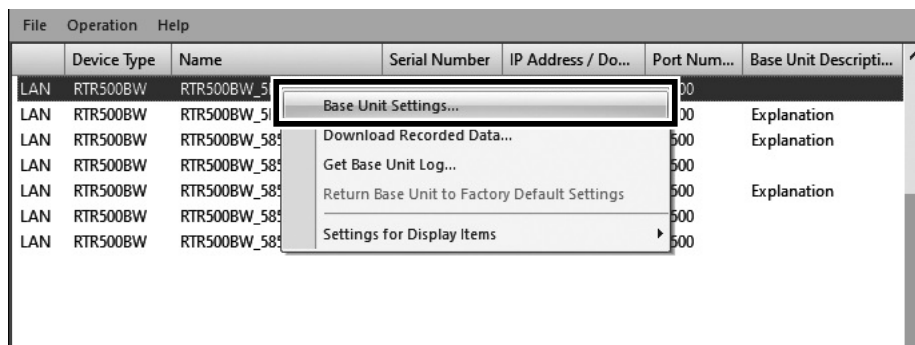 File Operation Help
Device Type Name Serial Number IP Address / Do... Port Num... Base Unit Descripti...
LAN RTR500BW
Base Unit Settings...
LAN RTR500BW Explanation
LAN RTR500BW Download Recorded Data... Explanation
LAN RTR500BW Get Base Unit Log...
LAN RTR500BW Return Base Unit to Factory Default Settings Explanation
LAN RTR500BW
LAN RTR500BW Settings for Display Items